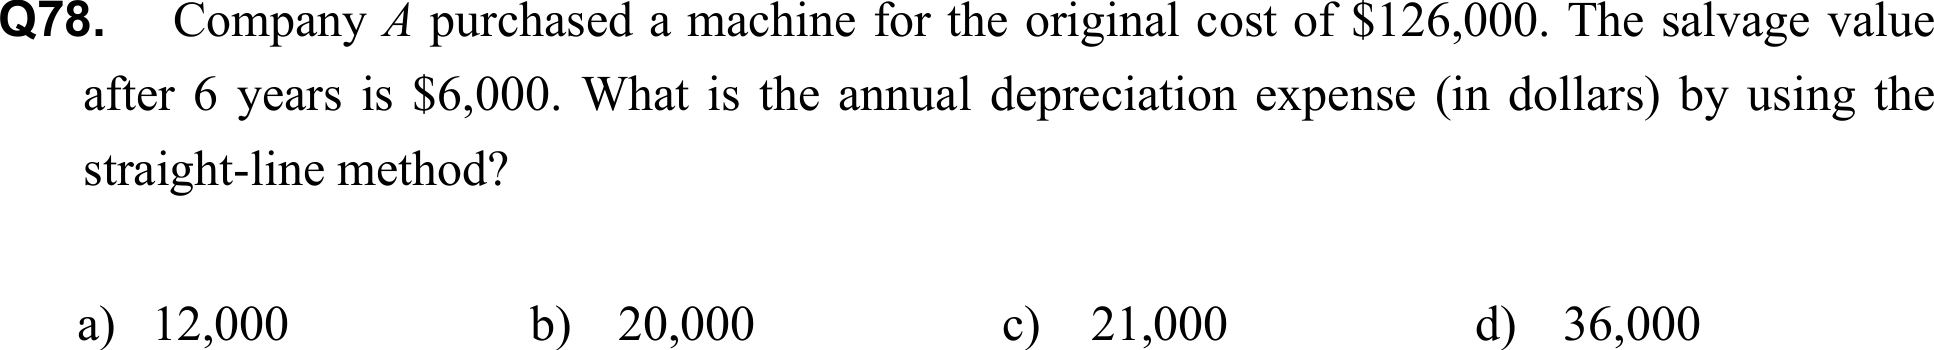 Q78. Company A purchased a machine for the original cost of $126,000. The salvage value
after 6 years is $6,000. What is the annual depreciation expense (in dollars) by using the
straight-line method?
a) 12,000 b) 20,000 c) 21,000 d) 36,000